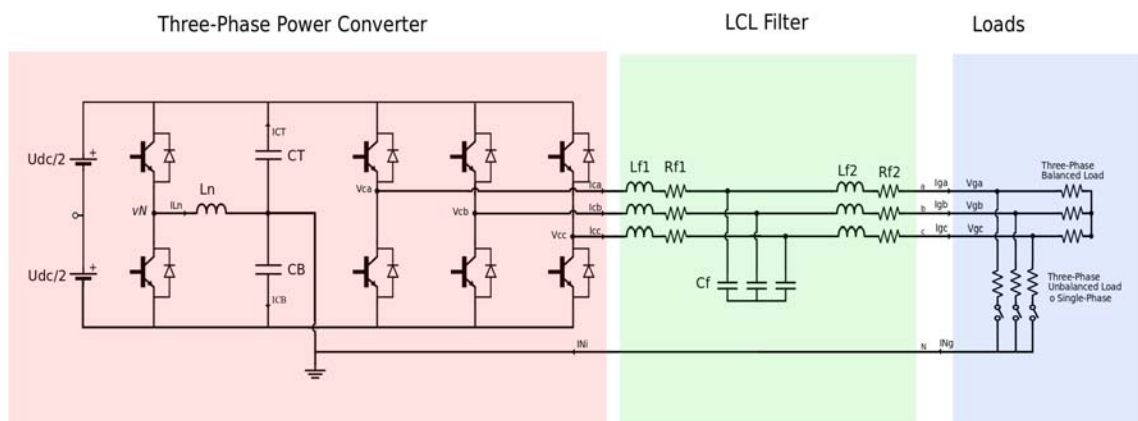 Three-Phase Power Converter
LCL Filter
Loads
Udc/2
+
Udc/2
+
vN
ILn
Ln
ICT
CT
CB
ICB
Vca
Vcb
Vcc
Ica
Icb
Icc
INi
Lf1
Rf1
Cf
Lf2
Rf2
a
b
c
N
Iga
Igb
Igc
INg
Vga
Vgb
Vgc
Three-Phase
Balanced Load
Three-Phase
Unbalanced Load
o Single-Phase